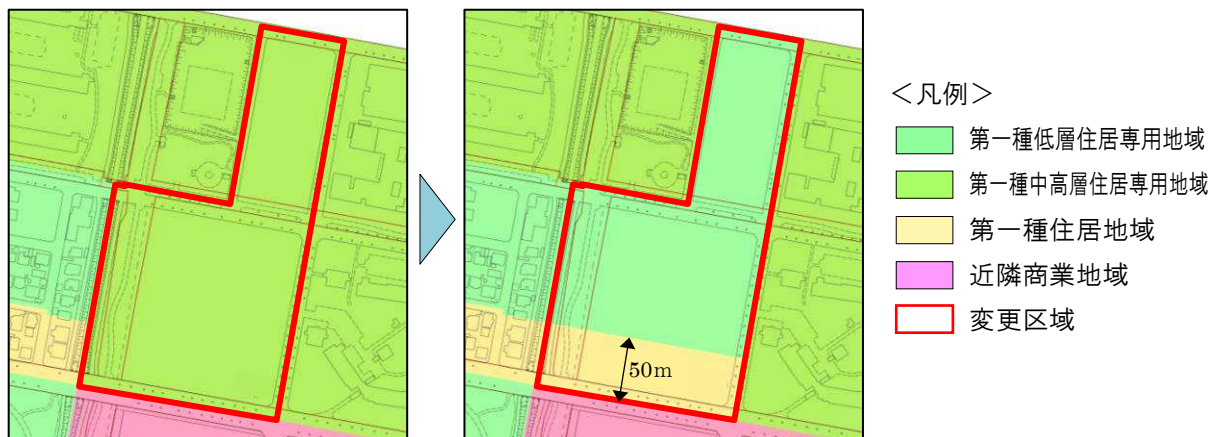 ＜凡例＞
第一種低層住居専用地域
第一種中高層住居専用地域
第一種住居地域
近隣商業地域
変更区域
50m